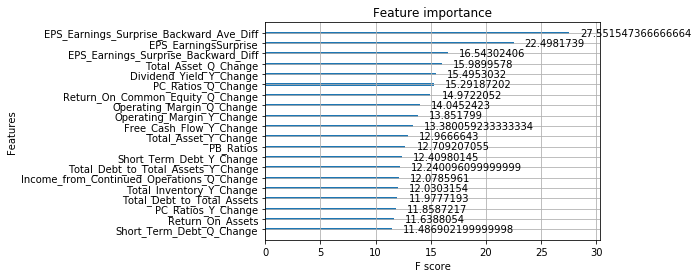 Feature importance
EPS_Earnings_Surprise_Backward_Ave_Diff 27.551547366666664
EPS_EarningsSurprise 22.4981739
EPS_Earnings_Surprise_Backward_Diff 16.54302406
Total_Asset_Q_Change 15.9899578
Dividend_Yield_Y_Change 15.4953032
PC_Ratios_Q_Change 15.29187202
Return_On_Common_Equity_Q_Change 14.9722052
Operating_Margin_Q_Change 14.0452423
Operating_Margin_Y_Change 13.851799
Free_Cash_Flow_Y_Change 13.380059233333334
Total_Asset_Y_Change 12.9666643
PB_Ratios 12.709207055
Short_Term_Debt_Y_Change 12.40980145
Total_Debt_to_Total_Assets_Y_Change 12.240096099999999
Income_from_Continued_Operations_Q_Change 12.0785961
Total_Inventory_Y_Change 12.0303154
Total_Debt_to_Total_Assets 11.9777193
PC_Ratios_Y_Change 11.8587217
Return_On_Assets 11.6388054
Short_Term_Debt_Q_Change 11.486902199999998
Features
0 5 10 15 20 25 30
F score